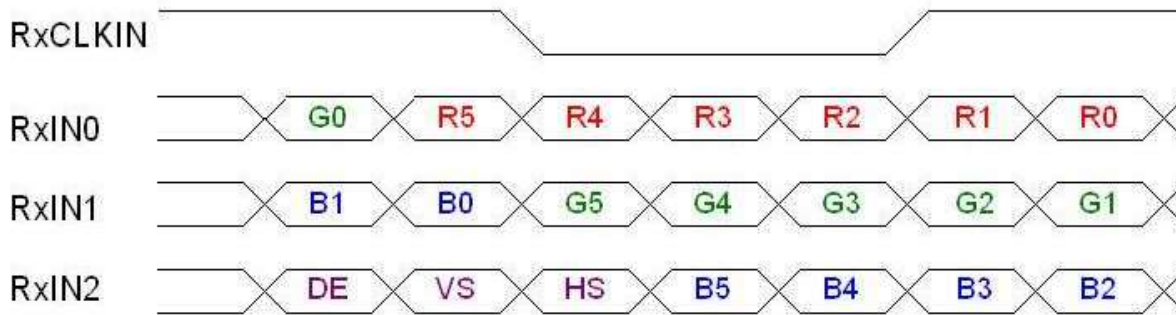 RxCLKIN
RxIN0 G0 R5 R4 R3 R2 R1 R0
RxIN1 B1 B0 G5 G4 G3 G2 G1
RxIN2 DE VS HS B5 B4 B3 B2